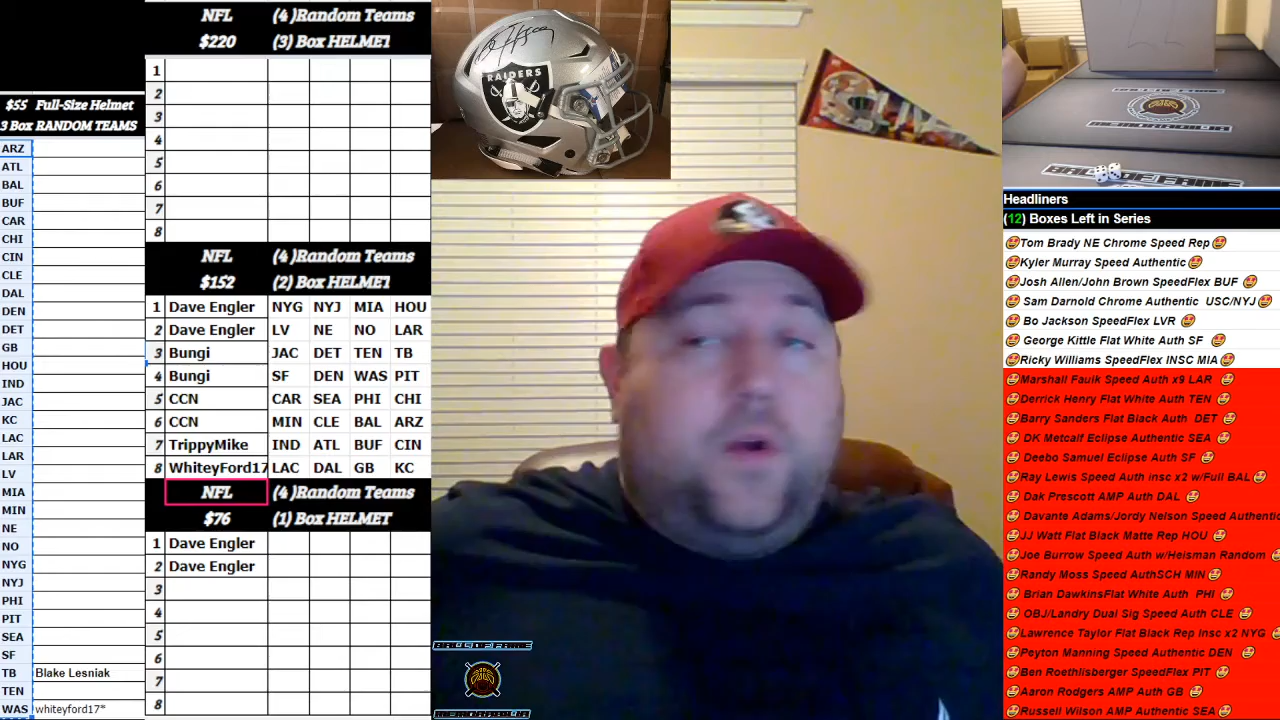 $55 Full-Size Helmet
3 Box RANDOM TEAMS
ARZ
ATL
BAL
BUF
CAR
CHI
CIN
CLE
DAL
DEN
DET
GB
HOU
IND
JAC
KC
LAC
LAR
LV
MIA
MIN
NE
NO
NYG
NYJ
PHI
PIT
SEA
SF
TB Blake Lesniak
TEN
WAS whiteyford17*
NFL (4 )Random Teams
$220 (3) Box HELMET
1
2
3
4
5
6
7
8
NFL (4 )Random Teams
$152 (2) Box HELMET
1 Dave Engler NYG NYJ MIA HOU
2 Dave Engler LV NE NO LAR
3 Bungi JAC DET TEN TB
4 Bungi SF DEN WAS PIT
5 CCN CAR SEA PHI CHI
6 CCN MIN CLE BAL ARZ
7 TrippyMike IND ATL BUF CIN
8 WhiteyFord17 LAC DAL GB KC
NFL (4 )Random Teams
$76 (1) Box HELMET
1 Dave Engler
2 Dave Engler
3
4
5
6
7
8
RAIDERS
BALL OF FAME
MEMORABILIA
BALL OF FAME
MEMORABILIA
BALL OF FAME
Headliners
(12) Boxes Left in Series
Tom Brady NE Chrome Speed Rep
Kyler Murray Speed Authentic
Josh Allen/John Brown SpeedFlex BUF
Sam Darnold Chrome Authentic USC/NYJ
Bo Jackson SpeedFlex LVR
George Kittle Flat White Auth SF
Ricky Williams SpeedFlex INSC MIA
Marshall Faulk Speed Auth x9 LAR
Derrick Henry Flat White Auth TEN
Barry Sanders Flat Black Auth DET
DK Metcalf Eclipse Authentic SEA
Deebo Samuel Eclipse Auth SF
Ray Lewis Speed Auth insc x2 w/Full BAL
Dak Prescott AMP Auth DAL
Davante Adams/Jordy Nelson Speed Authentic
JJ Watt Flat Black Matte Rep HOU
Joe Burrow Speed Auth w/Heisman Random
Randy Moss Speed AuthSCH MIN
Brian DawkinsFlat White Auth PHI
OBJ/Landry Dual Sig Speed Auth CLE
Lawrence Taylor Flat Black Rep Insc x2 NYG
Peyton Manning Speed Authentic DEN
Ben Roethlisberger SpeedFlex PIT
Aaron Rodgers AMP Auth GB
Russell Wilson AMP Authentic SEA